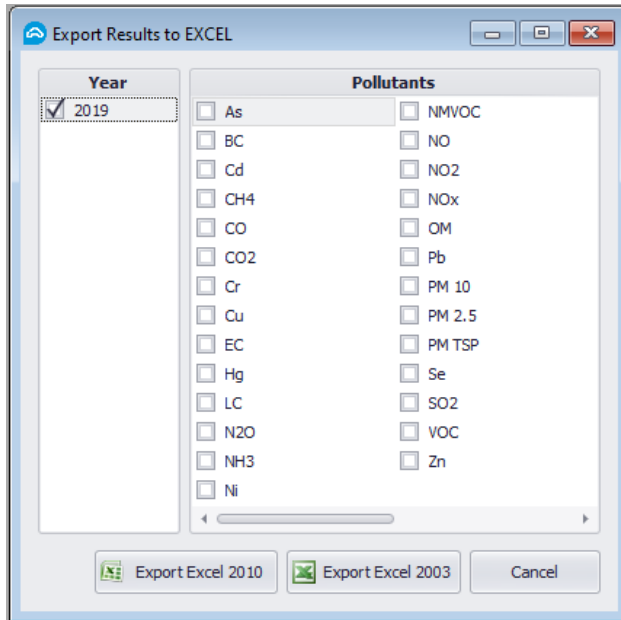 Export Results to EXCEL
Year
2019
Pollutants
As
BC
Cd
CH4
CO
CO2
Cr
Cu
EC
Hg
LC
N2O
NH3
Ni
NMVOC
NO
NO2
NOx
OM
Pb
PM 10
PM 2.5
PM TSP
Se
SO2
VOC
Zn
Export Excel 2010
Export Excel 2003
Cancel